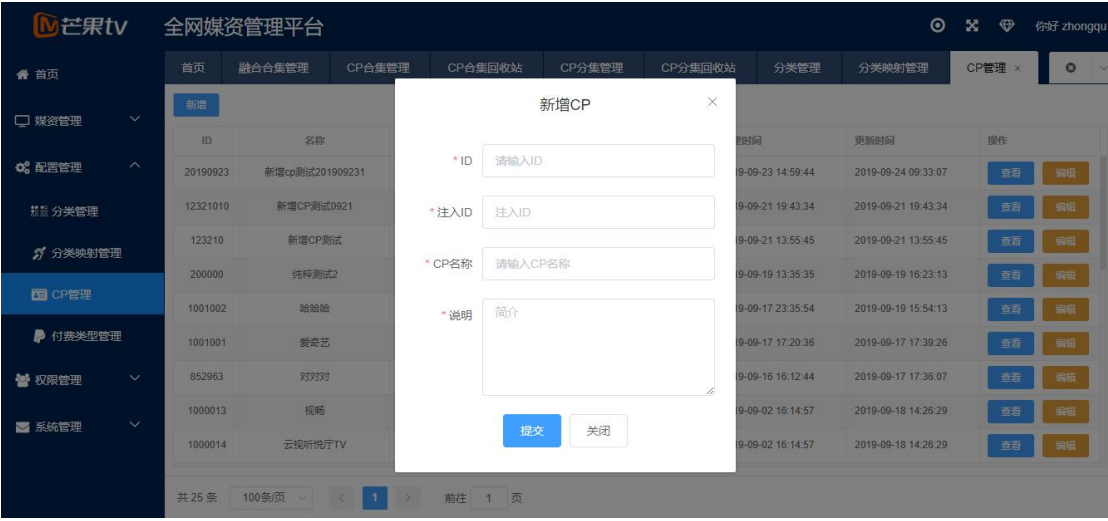 芒果tv 全网媒资管理平台 你好 zhongqu
首页 首页 融合合集管理 CP合集管理 CP合集回收站 CP分集管理 CP分集回收站 分类管理 分类映射管理 CP管理 ×
媒资管理
配置管理
分类管理
分类映射管理
CP管理
付费类型管理
权限管理
系统管理
新增
ID 名称 时间 更新时间 操作
20190923 新增cp测试201909231 19-09-23 14:59:44 2019-09-24 09:33:07 查看 编辑
12321010 新增CP测试0921 19-09-21 19:43:34 2019-09-21 19:43:34 查看 编辑
123210 新增CP测试 19-09-21 13:55:45 2019-09-21 13:55:45 查看 编辑
200000 纯粹测试2 19-09-19 13:35:35 2019-09-19 16:23:13 查看 编辑
1001002 哈哈哈 19-09-17 23:35:54 2019-09-19 15:54:13 查看 编辑
1001001 爱奇艺 19-09-17 17:20:36 2019-09-17 17:39:26 查看 编辑
852963 对对对 19-09-16 16:12:44 2019-09-17 17:36:07 查看 编辑
1000013 视畅 19-09-02 16:14:57 2019-09-18 14:26:29 查看 编辑
1000014 云视听悦厅TV 19-09-02 16:14:57 2019-09-18 14:26:29 查看 编辑
共 25 条 100条/页 < 1 > 前往 1 页
新增CP ×
* ID 请输入ID
* 注入ID 注入ID
* CP名称 请输入CP名称
* 说明 简介
提交 关闭